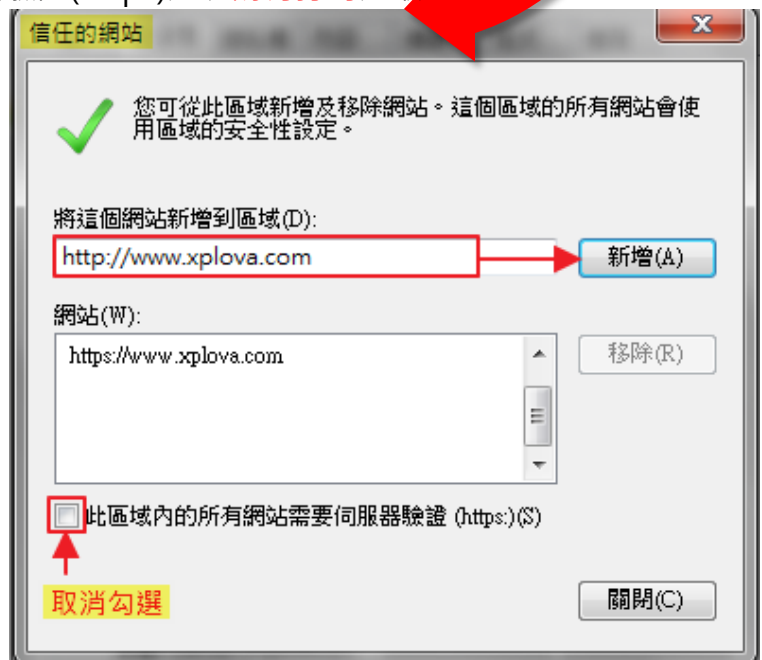 信任的網站
您可從此區域新增及移除網站。這個區域的所有網站會使
用區域的安全性設定。
將這個網站新增到區域(D):
http://www.xplova.com
新增(A)
網站(W):
https://www.xplova.com
移除(R)
此區域內的所有網站需要伺服器驗證 (https:)(S)
取消勾選
關閉(C)